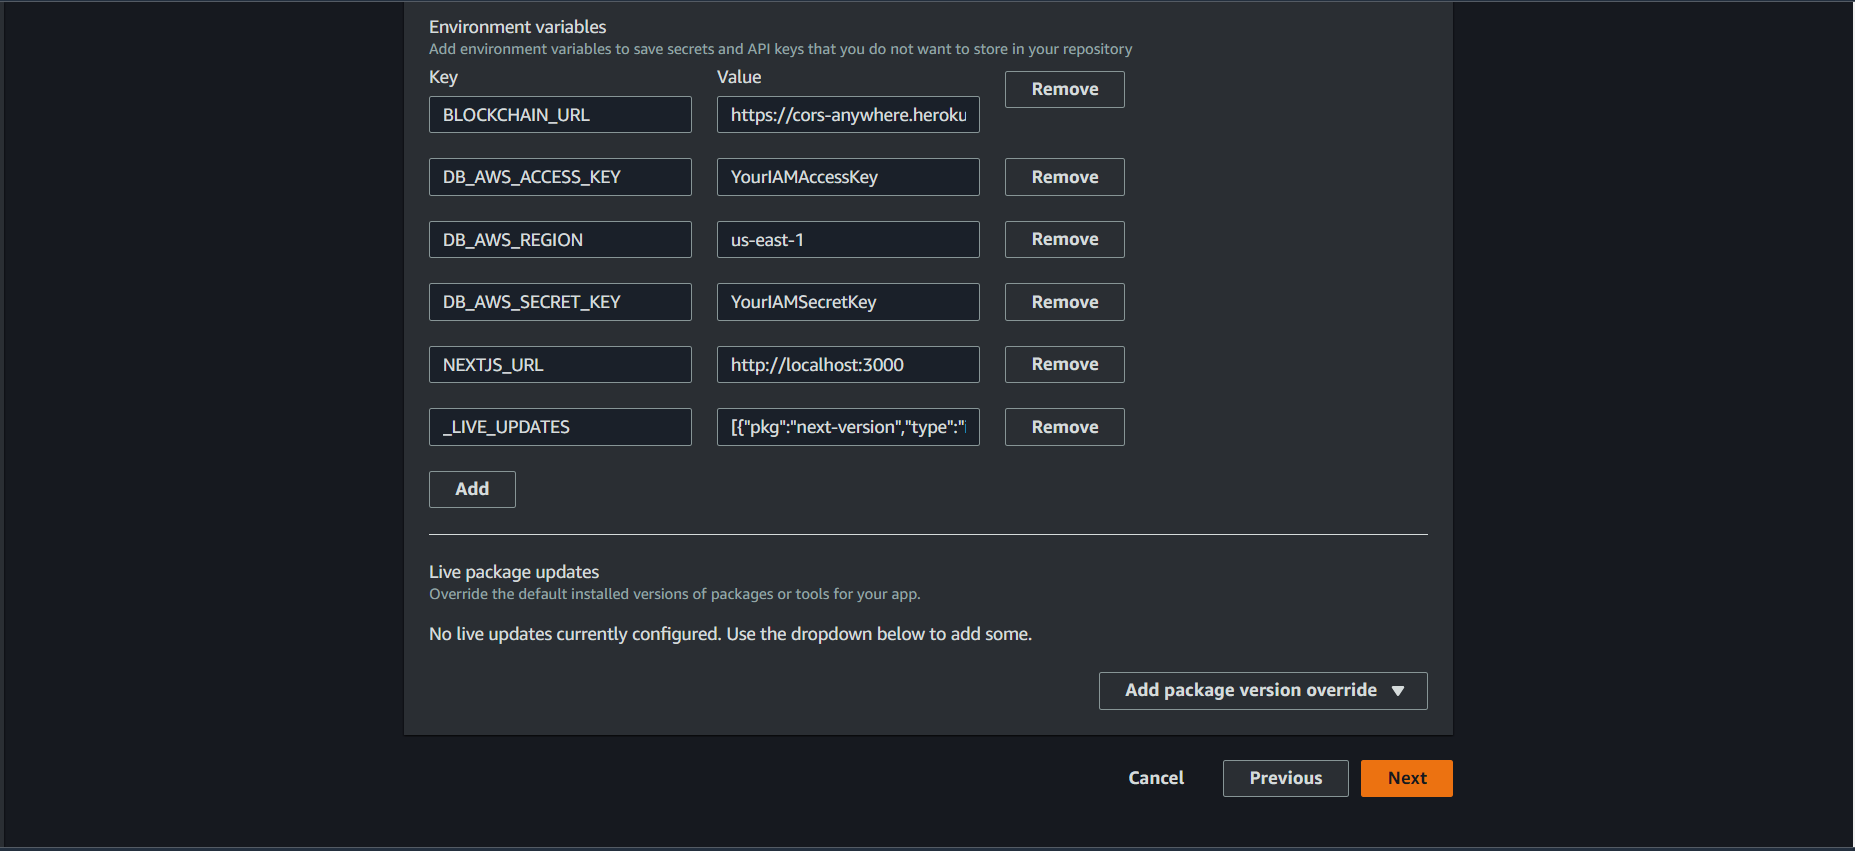 Environment variables
Add environment variables to save secrets and API keys that you do not want to store in your repository
Key Value Remove
BLOCKCHAIN_URL https://cors-anywhere.heroku
DB_AWS_ACCESS_KEY YourIAMAccessKey Remove
DB_AWS_REGION us-east-1 Remove
DB_AWS_SECRET_KEY YourIAMSecretKey Remove
NEXTJS_URL http://localhost:3000 Remove
_LIVE_UPDATES [{"pkg":"next-version","type":"i Remove
Add
Live package updates
Override the default installed versions of packages or tools for your app.
No live updates currently configured. Use the dropdown below to add some.
Add package version override
Cancel Previous Next